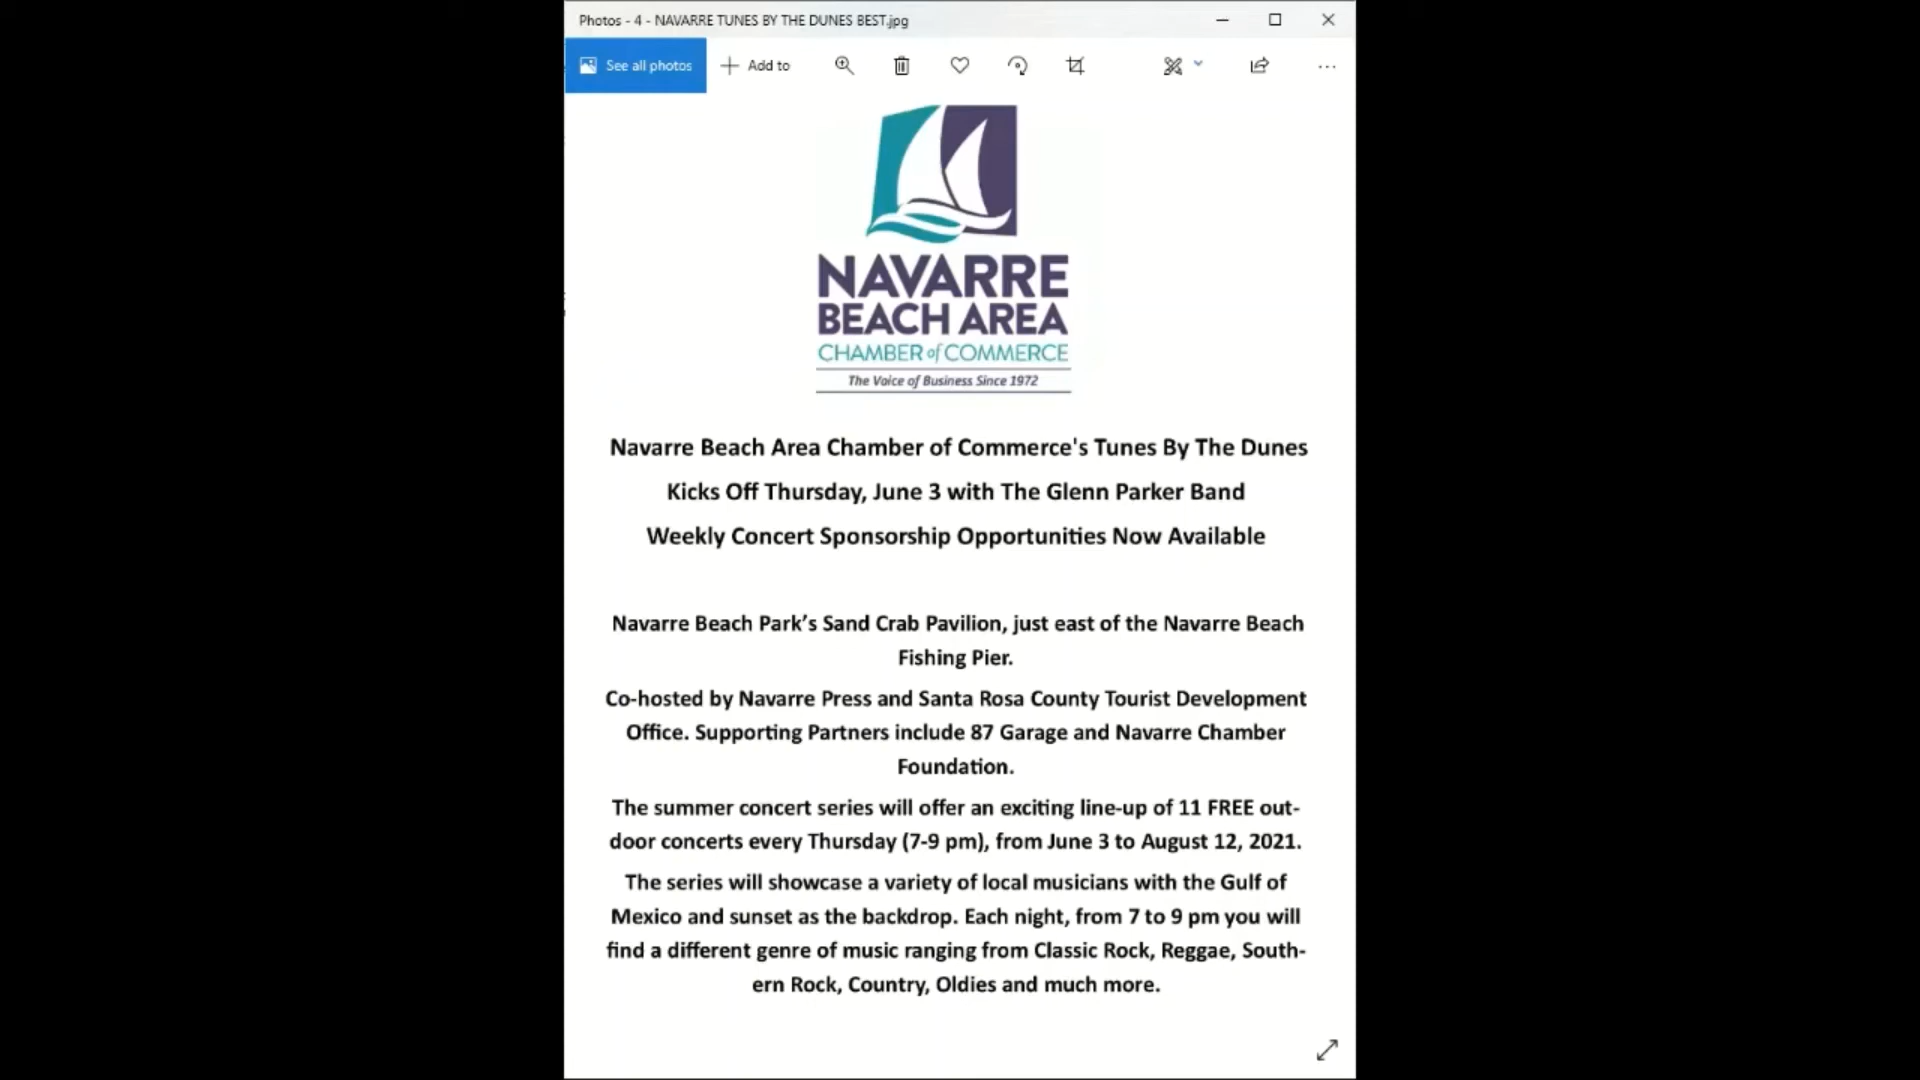 Photos - 4 - NAVARRE TUNES BY THE DUNES BEST.jpg
See all photos
Add to
NAVARRE
BEACH AREA
CHAMBER of COMMERCE
The Voice of Business Since 1972
Navarre Beach Area Chamber of Commerce's Tunes By The Dunes
Kicks Off Thursday, June 3 with The Glenn Parker Band
Weekly Concert Sponsorship Opportunities Now Available
Navarre Beach Park’s Sand Crab Pavilion, just east of the Navarre Beach
Fishing Pier.
Co-hosted by Navarre Press and Santa Rosa County Tourist Development
Office. Supporting Partners include 87 Garage and Navarre Chamber
Foundation.
The summer concert series will offer an exciting line-up of 11 FREE out-
door concerts every Thursday (7-9 pm), from June 3 to August 12, 2021.
The series will showcase a variety of local musicians with the Gulf of
Mexico and sunset as the backdrop. Each night, from 7 to 9 pm you will
find a different genre of music ranging from Classic Rock, Reggae, South-
ern Rock, Country, Oldies and much more.